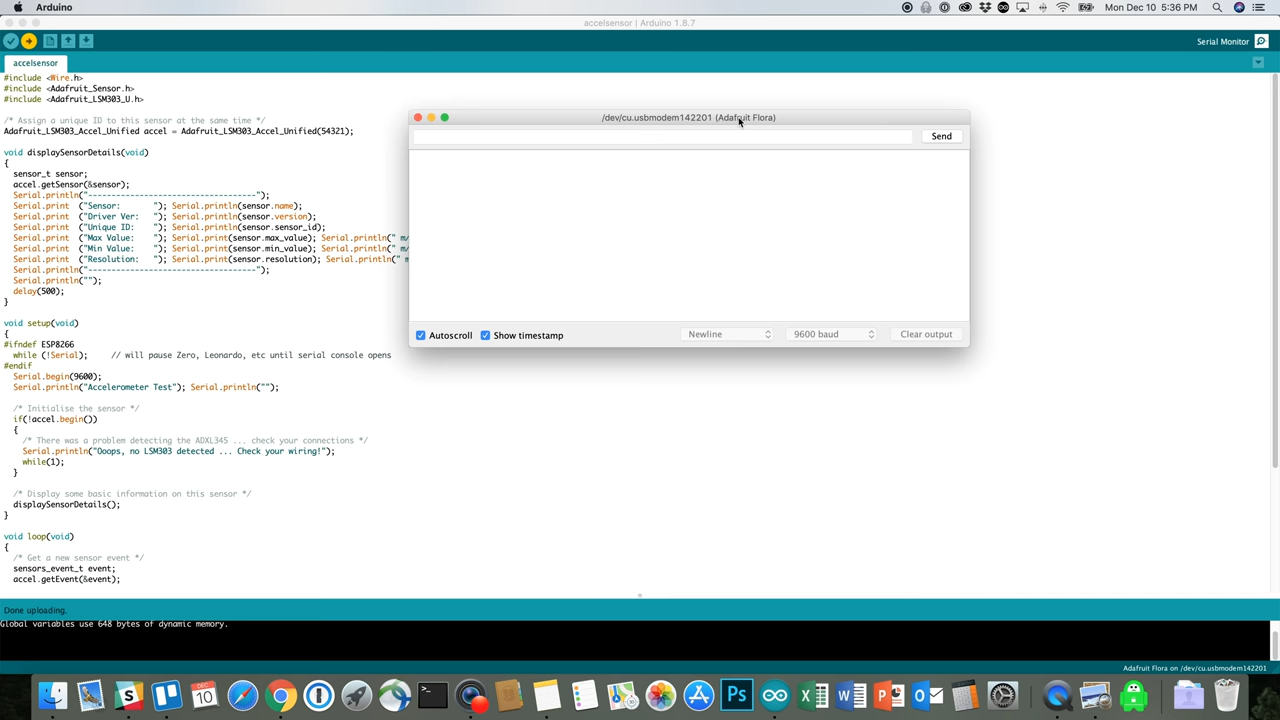 Arduino
Mon Dec 10 5:36 PM
accelsensor | Arduino 1.8.7
Serial Monitor
accelsensor
#include <Wire.h>
#include <Adafruit_Sensor.h>
#include <Adafruit_LSM303_U.h>
/* Assign a unique ID to this sensor at the same time */
Adafruit_LSM303_Accel_Unified accel = Adafruit_LSM303_Accel_Unified(54321);
void displaySensorDetails(void)
{
sensor_t sensor;
accel.getSensor(&sensor);
Serial.println("------------------------------------");
Serial.print ("Sensor: "); Serial.println(sensor.name);
Serial.print ("Driver Ver: "); Serial.println(sensor.version);
Serial.print ("Unique ID: "); Serial.println(sensor.sensor_id);
Serial.print ("Max Value: "); Serial.print(sensor.max_value); Serial.println(" m/
Serial.print ("Min Value: "); Serial.print(sensor.min_value); Serial.println(" m/
Serial.print ("Resolution: "); Serial.print(sensor.resolution); Serial.println(" m
Serial.println("------------------------------------");
Serial.println("");
delay(500);
}
void setup(void)
{
#ifndef ESP8266
while (!Serial); // will pause Zero, Leonardo, etc until serial console opens
#endif
Serial.begin(9600);
Serial.println("Accelerometer Test"); Serial.println("");
/* Initialise the sensor */
if(!accel.begin())
{
/* There was a problem detecting the ADXL345 ... check your connections */
Serial.println("Ooops, no LSM303 detected ... Check your wiring!");
while(1);
}
/* Display some basic information on this sensor */
displaySensorDetails();
}
void loop(void)
{
/* Get a new sensor event */
sensors_event_t event;
accel.getEvent(&event);
/dev/cu.usbmodem142201 (Adafruit Flora)
Send
Autoscroll
Show timestamp
Newline
9600 baud
Clear output
Done uploading.
Global variables use 648 bytes of dynamic memory.
Adafruit Flora on /dev/cu.usbmodem142201
DEC
10
Ps